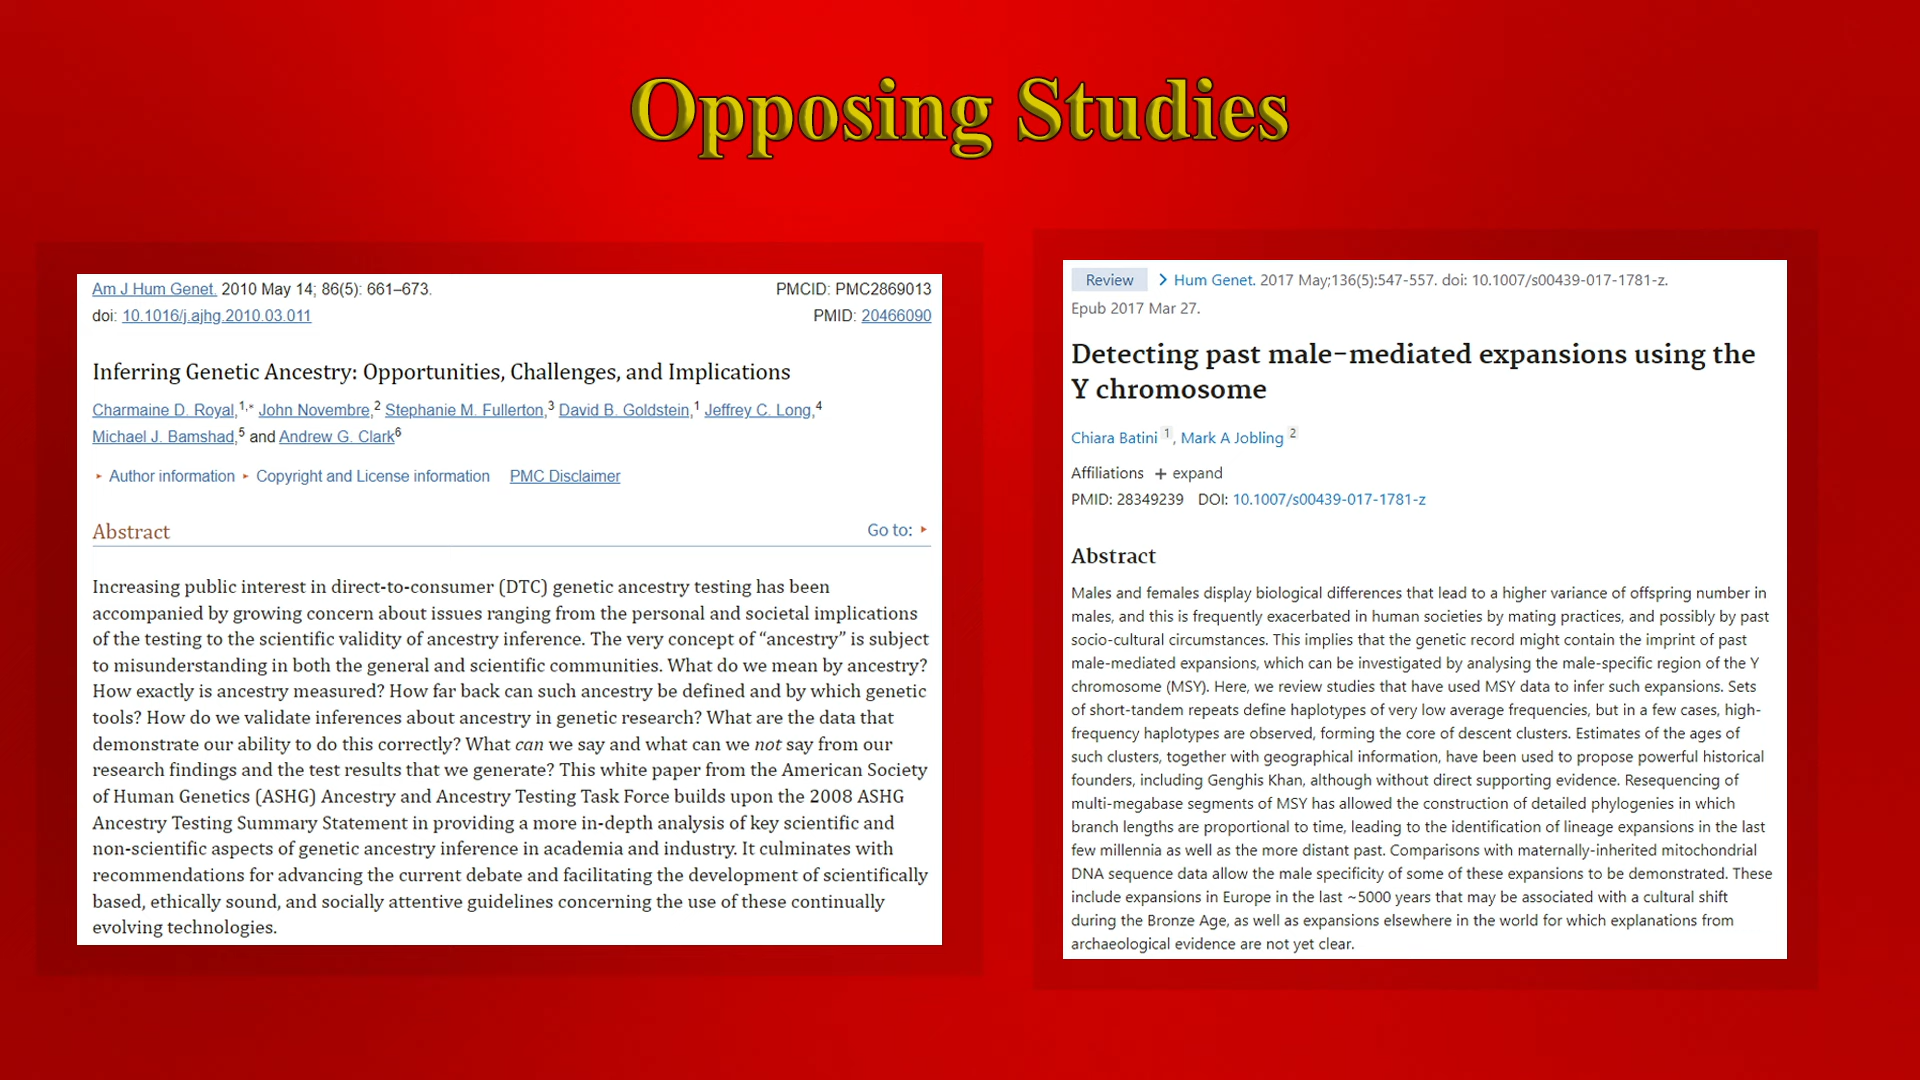 Opposing Studies
Am J Hum Genet. 2010 May 14; 86(5): 661–673.
PMCID: PMC2869013
doi: 10.1016/j.ajhg.2010.03.011
PMID: 20466090
Inferring Genetic Ancestry: Opportunities, Challenges, and Implications
Charmaine D. Royal,1,* John Novembre,2 Stephanie M. Fullerton,3 David B. Goldstein,1 Jeffrey C. Long,4
Michael J. Bamshad,5 and Andrew G. Clark6
Author information Copyright and License information PMC Disclaimer
Abstract
Go to:
Increasing public interest in direct-to-consumer (DTC) genetic ancestry testing has been
accompanied by growing concern about issues ranging from the personal and societal implications
of the testing to the scientific validity of ancestry inference. The very concept of “ancestry” is subject
to misunderstanding in both the general and scientific communities. What do we mean by ancestry?
How exactly is ancestry measured? How far back can such ancestry be defined and by which genetic
tools? How do we validate inferences about ancestry in genetic research? What are the data that
demonstrate our ability to do this correctly? What can we say and what can we not say from our
research findings and the test results that we generate? This white paper from the American Society
of Human Genetics (ASHG) Ancestry and Ancestry Testing Task Force builds upon the 2008 ASHG
Ancestry Testing Summary Statement in providing a more in-depth analysis of key scientific and
non-scientific aspects of genetic ancestry inference in academia and industry. It culminates with
recommendations for advancing the current debate and facilitating the development of scientifically
based, ethically sound, and socially attentive guidelines concerning the use of these continually
evolving technologies.
Review > Hum Genet. 2017 May;136(5):547-557. doi: 10.1007/s00439-017-1781-z.
Epub 2017 Mar 27.
Detecting past male-mediated expansions using the
Y chromosome
Chiara Batini 1, Mark A Jobling 2
Affiliations + expand
PMID: 28349239 DOI: 10.1007/s00439-017-1781-z
Abstract
Males and females display biological differences that lead to a higher variance of offspring number in
males, and this is frequently exacerbated in human societies by mating practices, and possibly by past
socio-cultural circumstances. This implies that the genetic record might contain the imprint of past
male-mediated expansions, which can be investigated by analysing the male-specific region of the Y
chromosome (MSY). Here, we review studies that have used MSY data to infer such expansions. Sets
of short-tandem repeats define haplotypes of very low average frequencies, but in a few cases, high-
frequency haplotypes are observed, forming the core of descent clusters. Estimates of the ages of
such clusters, together with geographical information, have been used to propose powerful historical
founders, including Genghis Khan, although without direct supporting evidence. Resequencing of
multi-megabase segments of MSY has allowed the construction of detailed phylogenies in which
branch lengths are proportional to time, leading to the identification of lineage expansions in the last
few millennia as well as the more distant past. Comparisons with maternally-inherited mitochondrial
DNA sequence data allow the male specificity of some of these expansions to be demonstrated. These
include expansions in Europe in the last ~5000 years that may be associated with a cultural shift
during the Bronze Age, as well as expansions elsewhere in the world for which explanations from
archaeological evidence are not yet clear.